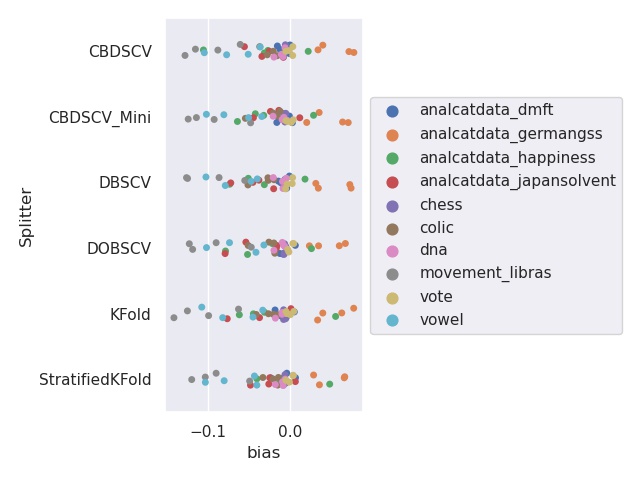 CBDSCV
CBDSCV_Mini
DBSCV
DOBSCV
KFold
StratifiedKFold
Splitter
−0.1
0.0
bias
analcatdata_dmft
analcatdata_germangss
analcatdata_happiness
analcatdata_japansolvent
chess
colic
dna
movement_libras
vote
vowel